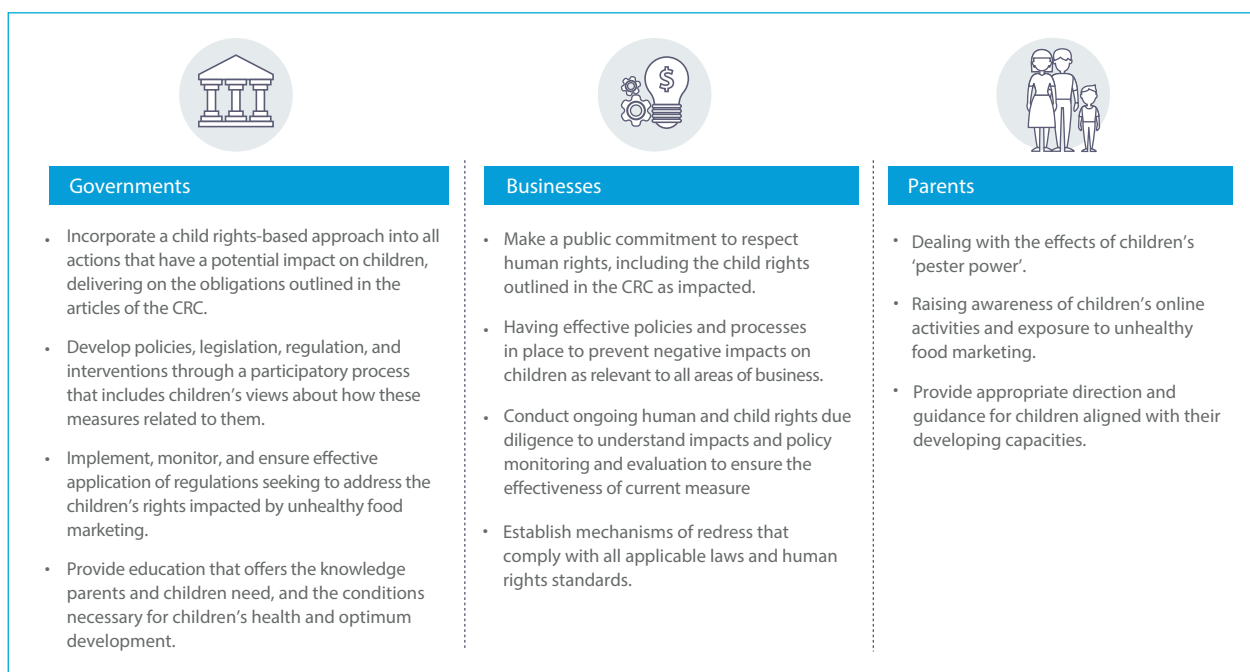 $
Governments
• Incorporate a child rights-based approach into all
actions that have a potential impact on children,
delivering on the obligations outlined in the
articles of the CRC.
• Develop policies, legislation, regulation, and
interventions through a participatory process
that includes children’s views about how these
measures related to them.
• Implement, monitor, and ensure effective
application of regulations seeking to address the
children’s rights impacted by unhealthy food
marketing.
• Provide education that offers the knowledge
parents and children need, and the conditions
necessary for children’s health and optimum
development.
Businesses
• Make a public commitment to respect
human rights, including the child rights
outlined in the CRC as impacted.
• Having effective policies and processes
in place to prevent negative impacts on
children as relevant to all areas of business.
• Conduct ongoing human and child rights due
diligence to understand impacts and policy
monitoring and evaluation to ensure the
effectiveness of current measure
• Establish mechanisms of redress that
comply with all applicable laws and human
rights standards.
Parents
• Dealing with the effects of children’s
‘pester power’.
• Raising awareness of children’s online
activities and exposure to unhealthy
food marketing.
• Provide appropriate direction and
guidance for children aligned with their
developing capacities.